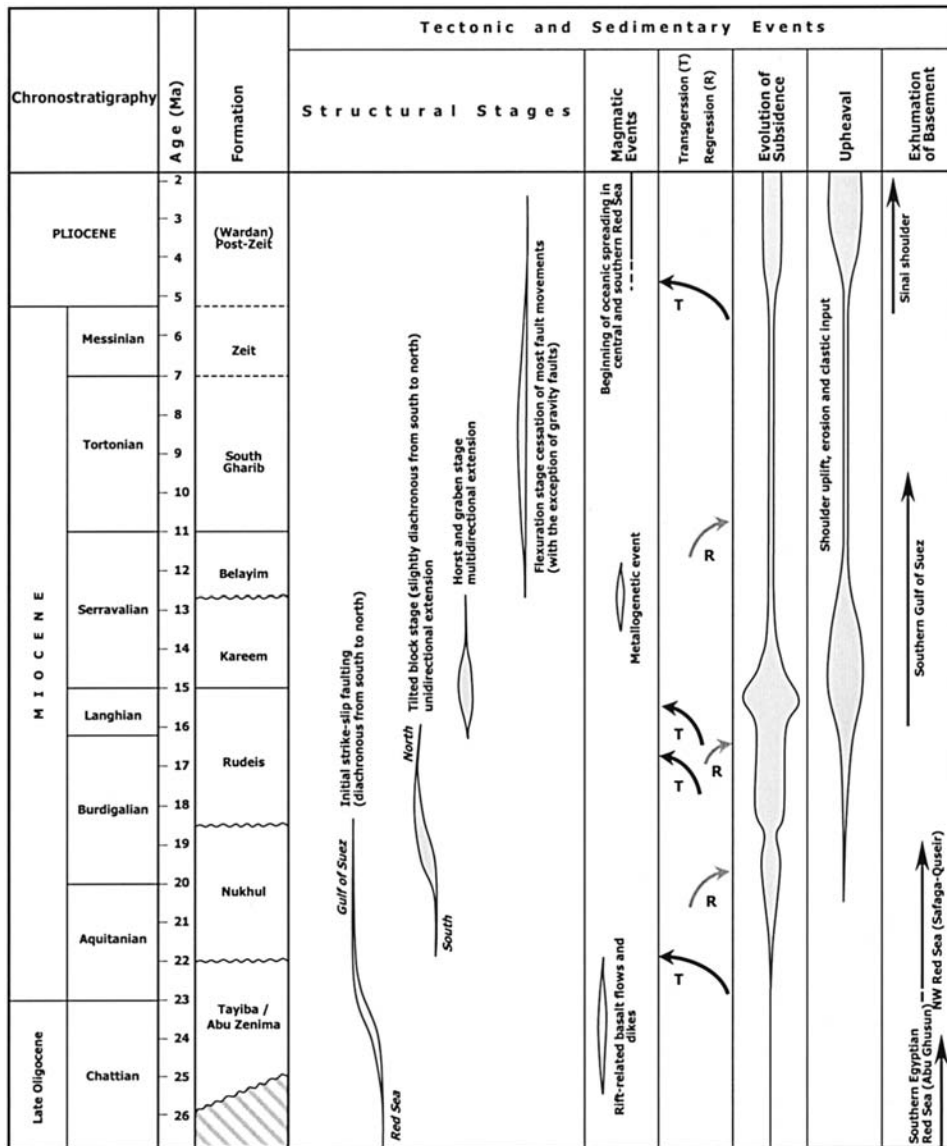 Tectonic and Sedimentary Events
Chronostratigraphy
Age (Ma)
Formation
Structural Stages
Magmatic
Events
Transgerssion (T)
Regression (R)
Evolution of
Subsidence
Upheaval
Exhumation
of Basement
PLIOCENE
MIOCENE
Late Oligocene
Messinian
Tortonian
Serravalian
Langhian
Burdigalian
Aquitanian
Chattian
2
3
4
5
6
7
8
9
10
11
12
13
14
15
16
17
18
19
20
21
22
23
24
25
26
(Wardan)
Post-Zeit
Zeit
South
Gharib
Belayim
Kareem
Rudeis
Nukhul
Tayiba /
Abu Zenima
Initial strike-slip faulting
(diachronous from south to north)
Gulf of Suez
Red Sea
Tilted block stage (slightly diachronous from south to north)
unidirectional extension
North
South
Horst and graben stage
multidirectional extension
Flexuration stage cessation of most fault movements
(with the exception of gravity faults)
Beginning of oceanic spreading in
central and southern Red Sea
Metallogenetic event
Rift-related basalt flows and
dikes
T
R
T
R
T
R
T
Shoulder uplift, erosion and clastic input
Sinai shoulder
Southern Gulf of Suez
NW Red Sea (Safaga-Quseir)
Southern Egyptian
Red Sea (Abu Ghusun)